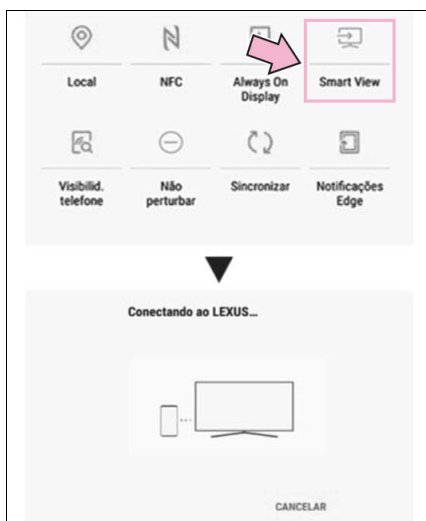 Local
NFC
Always On
Display
Smart View
Visibilid.
telefone
Não
perturbar
Sincronizar
Notificações
Edge
Conectando ao LEXUS...
CANCELAR